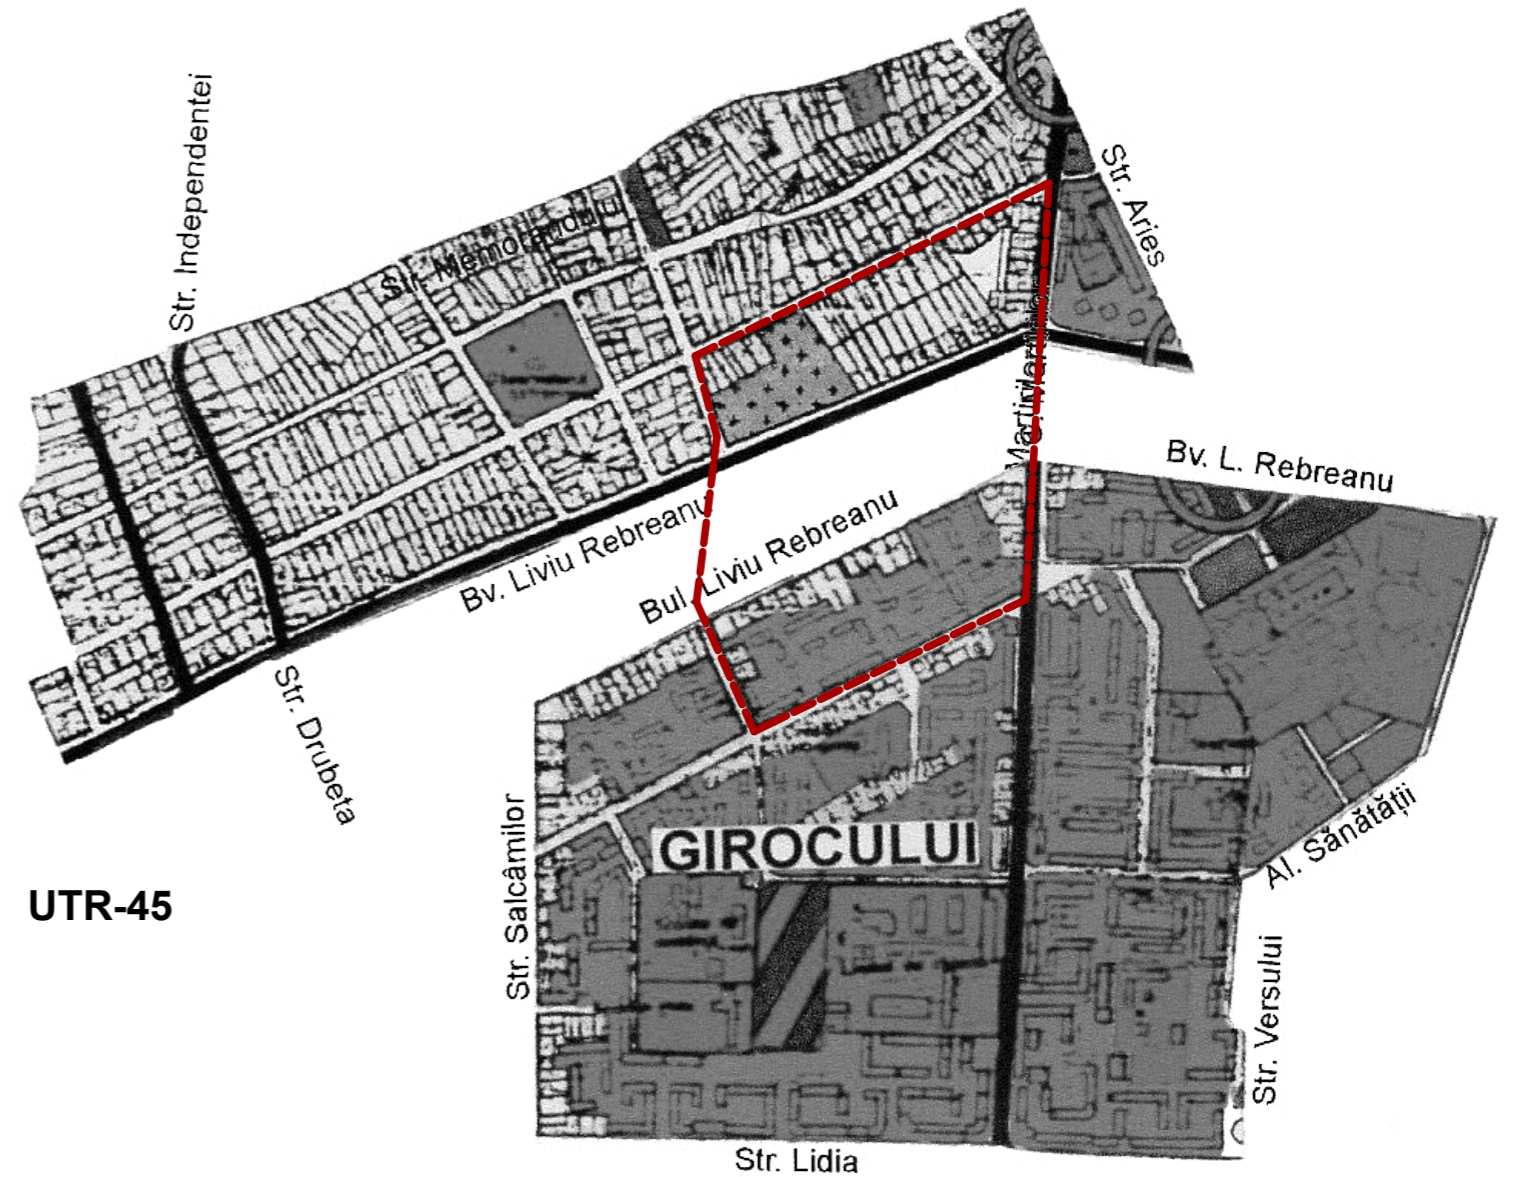 Str. Independentei
Str. Memorandului
Str. Aries
Martirilor
Bv. L. Rebreanu
Bv. Liviu Rebreanu
Bul. Liviu Rebreanu
Str. Drubeta
Str. Salcâmilor
GIROCULUI
Al. Sănătății
UTR-45
Str. Versului
Str. Lidia